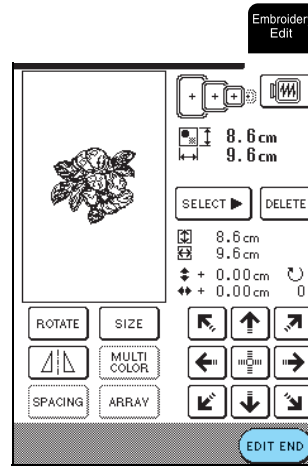 Embroider
Edit
8.6cm
9.6cm
SELECT
DELETE
8.6cm
9.6cm
+ 0.00cm
+ 0.00cm 0
ROTATE SIZE
MULTI
COLOR
SPACING ARRAY
EDIT END